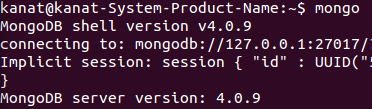 kanat@kanat-System-Product-Name:~$ mongo
MongoDB shell version v4.0.9
connecting to: mongodb://127.0.0.1:27017/
Implicit session: session { "id" : UUID("
}
MongoDB server version: 4.0.9